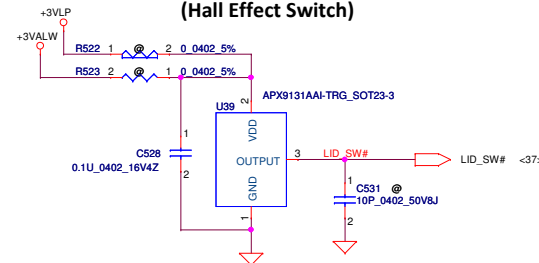 (Hall Effect Switch)
+3VLP
+3VALW
R522 1 @ 2 0_0402_5%
R523 2 @ 1 0_0402_5%
APX9131AAI-TRG_SOT23-3
U39
2
VDD
1
C528
0.1U_0402_16V4Z
2
OUTPUT
3
LID_SW#
LID_SW# <37>
GND
1
1
C531 @
10P_0402_50V8J
2